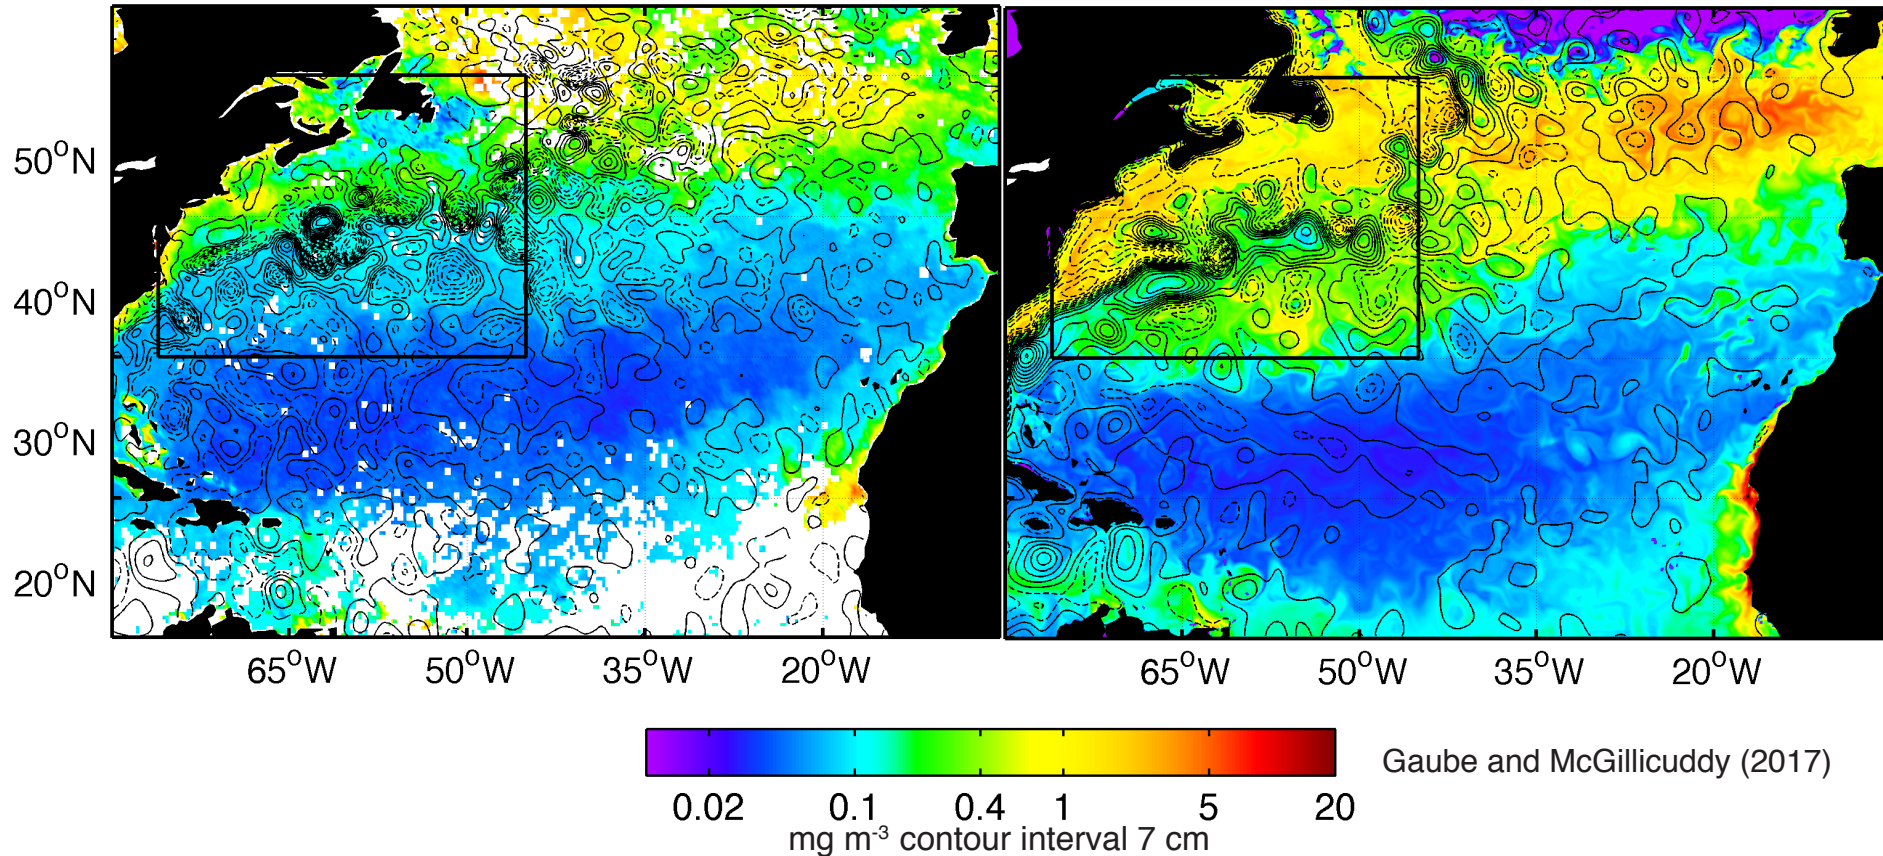 50°N
40°N
30°N
20°N
65°W 50°W 35°W 20°W
65°W 50°W 35°W 20°W
0.02 0.1 0.4 1 5 20
mg m⁻³ contour interval 7 cm
Gaube and McGillicuddy (2017)